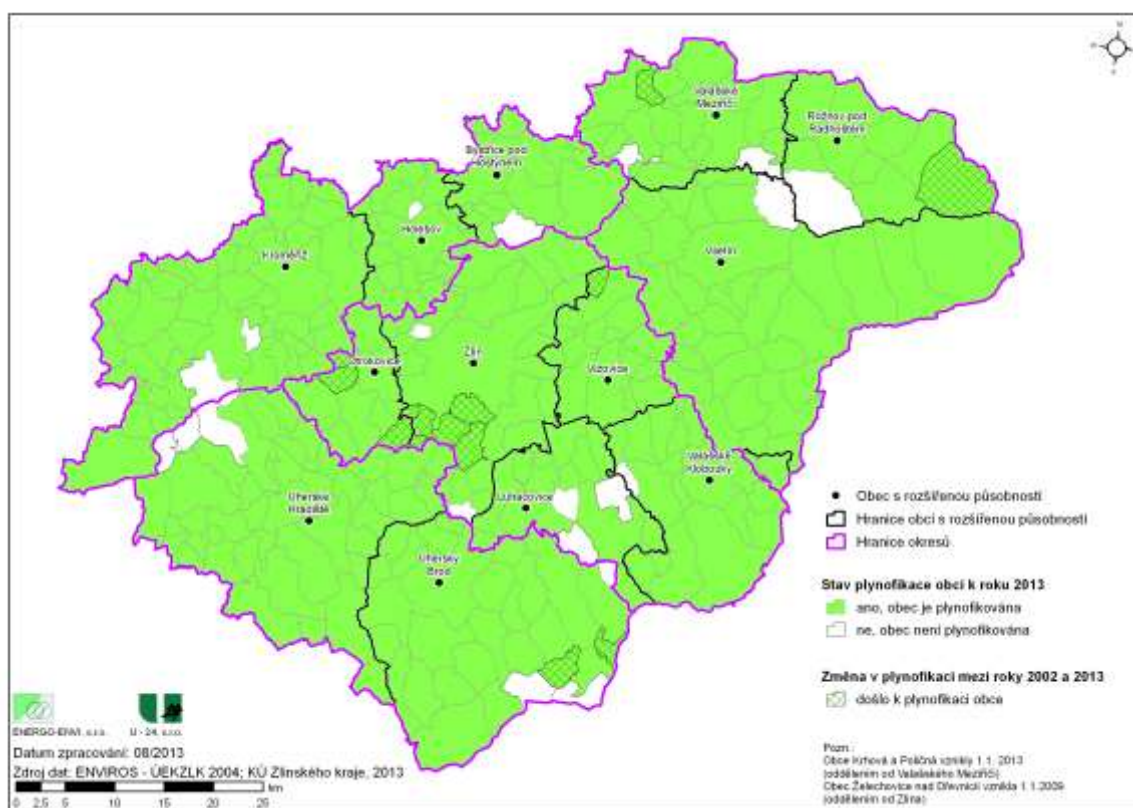 Valašské
Meziříčí
Rožnov pod
Radhoštěm
Bystřice pod
Hostýnem
Holešov
Kroměříž
Vsetín
Otrokovice
Zlín
Vizovice
Valašské
Klobouky
Uherské
Hradiště
Luhačovice
Uherský
Brod
Obec s rozšířenou působností
Hranice obcí s rozšířenou působností
Hranice okresů
Stav plynofikace obcí k roku 2013
ano, obec je plynofikována
ne, obec není plynofikována
Změna v plynofikaci mezi roky 2002 a 2013
došlo k plynofikaci obce
ENERGO-ENVI, s.r.o.
U - 24, s.r.o.
Datum zpracování: 08/2013
Zdroj dat: ENVIROS - ÚEKZLK 2004; KÚ Zlínského kraje, 2013
0 2,5 5 10 15 20 25
km
Pozn.:
Obce Krhová a Poličná vznikly 1.1. 2013
(oddělením od Valašského Meziříčí)
Obec Želechovice nad Dřevnicí vznikla 1.1.2009
(oddělením od Zlína)